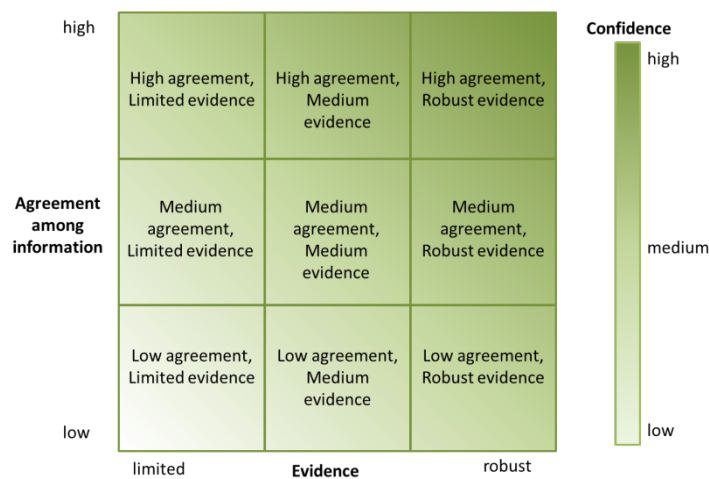 high
Confidence
high
High agreement,
Limited evidence
High agreement,
Medium
evidence
High agreement,
Robust evidence
Agreement
among
information
Medium
agreement,
Limited evidence
Medium
agreement,
Medium
evidence
Medium
agreement,
Robust evidence
medium
Low agreement,
Limited evidence
Low agreement,
Medium
evidence
Low agreement,
Robust evidence
low
low
limited
Evidence
robust